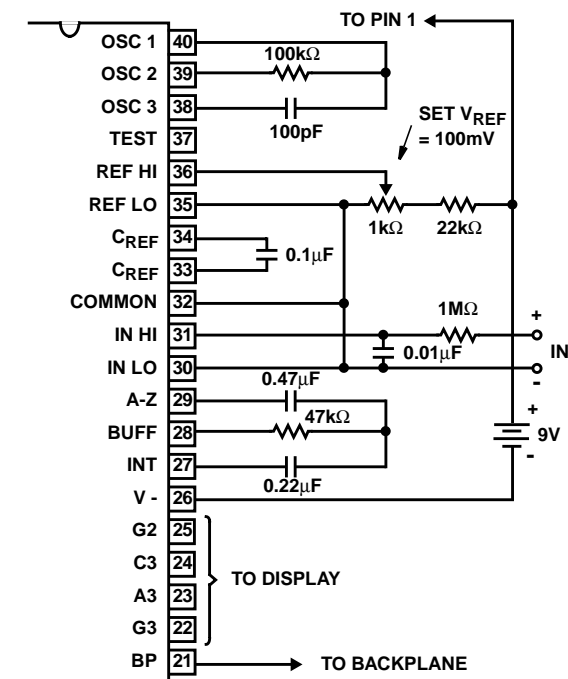 TO PIN 1
OSC 1 40
100kΩ
OSC 2 39
OSC 3 38
100pF
TEST 37
SET VREF
= 100mV
REF HI 36
REF LO 35
1kΩ 22kΩ
CREF 34
0.1μF
CREF 33
COMMON 32
1MΩ
+
IN HI 31
IN
0.01μF
IN LO 30
-
0.47μF
A-Z 29
+
47kΩ
BUFF 28
9V
-
INT 27
0.22μF
V - 26
G2 25
C3 24
TO DISPLAY
A3 23
G3 22
BP 21
TO BACKPLANE